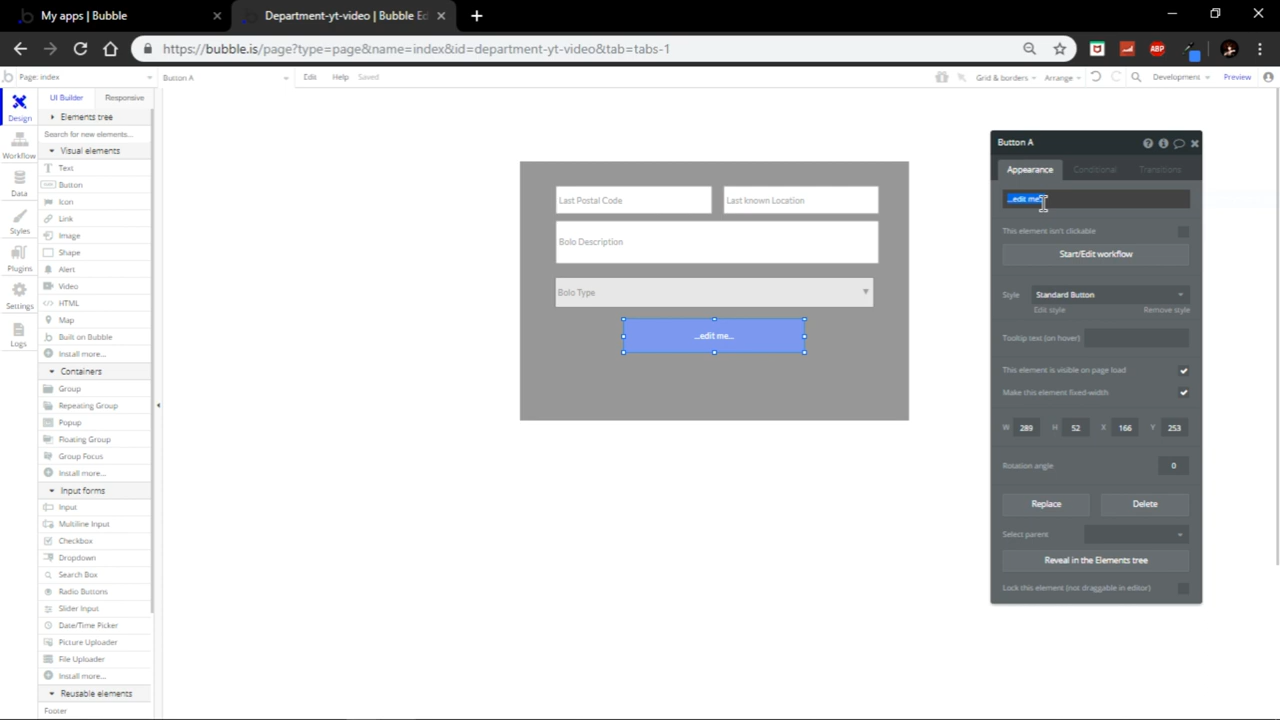 My apps | Bubble
Department-yt-video | Bubble Ed
https://bubble.is/page?type=page&name=index&id=department-yt-video&tab=tabs-1
ABP
Page: index
Button A
Edit
Help
Saved
Grid & borders
Arrange
Development
Preview
Design
Workflow
Data
Styles
Plugins
Settings
Logs
UI Builder
Responsive
Elements tree
Search for new elements...
Visual elements
Text
Button
Icon
Link
Image
Shape
Alert
Video
HTML
Map
Built on Bubble
Install more...
Containers
Group
Repeating Group
Popup
Floating Group
Group Focus
Install more...
Input forms
Input
Multiline Input
Checkbox
Dropdown
Search Box
Radio Buttons
Slider Input
Date/Time Picker
Picture Uploader
File Uploader
Install more...
Reusable elements
Footer
Last Postal Code
Last known Location
Bolo Description
Bolo Type
...edit me...
Button A
Appearance
Conditional
Transitions
...edit me...
This element isn't clickable
Start/Edit workflow
Style
Standard Button
Edit style
Remove style
Tooltip text (on hover)
This element is visible on page load
Make this element fixed-width
W 289 H 52 X 166 Y 253
Rotation angle
0
Replace
Delete
Select parent
Reveal in the Elements tree
Lock this element (not draggable in editor)